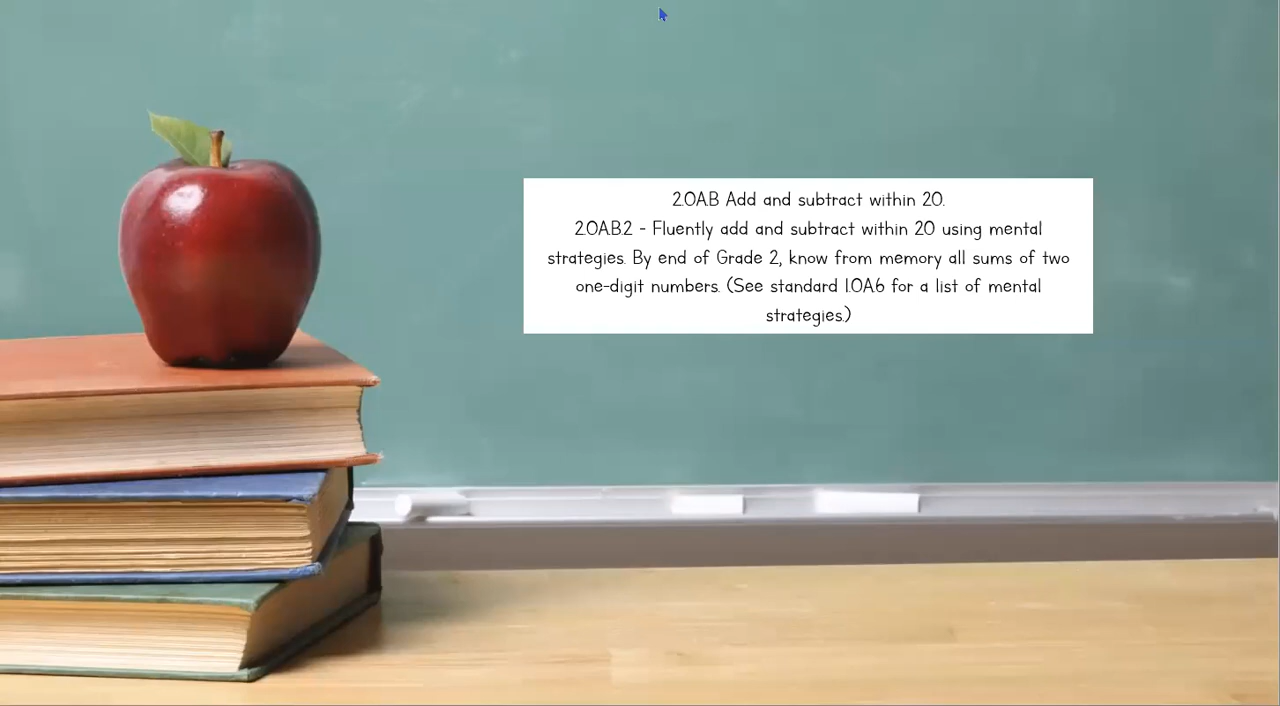 2.OA.B Add and subtract within 20.
2.OA.B.2 - Fluently add and subtract within 20 using mental
strategies. By end of Grade 2, know from memory all sums of two
one-digit numbers. (See standard 1.OA.6 for a list of mental
strategies.)